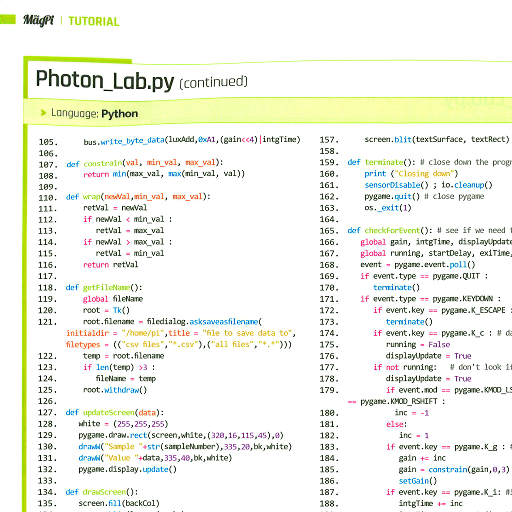 MagPi | TUTORIAL
Photon_Lab.py (continued)
Language: Python
105. bus.write_byte_data(luxAdd,0xA1,(gain<<4)|intgTime)
106.
107. def constrain(val, min_val, max_val):
108. return min(max_val, max(min_val, val))
109.
110. def wrap(newVal,min_val, max_val):
111. retVal = newVal
112. if newVal < min_val :
113. retVal = max_val
114. if newVal > max_val :
115. retVal = min_val
116. return retVal
117.
118. def getFileName():
119. global fileName
120. root = Tk()
121. root.filename = filedialog.asksaveasfilename(
initialdir = "/home/pi",title = "file to save data to",
filetypes = (("csv files","*.csv"),("all files","*.*")))
122. temp = root.filename
123. if len(temp) >3 :
124. fileName = temp
125. root.withdraw()
126.
127. def updateScreen(data):
128. white = (255,255,255)
129. pygame.draw.rect(screen,white,(320,16,115,45),0)
130. drawW("Sample "+str(sampleNumber),335,20,bk,white)
131. drawW("Value "+data,335,40,bk,white)
132. pygame.display.update()
133.
134. def drawScreen():
135. screen.fill(backCol)
157. screen.blit(textSurface, textRect)
158.
159. def terminate(): # close down the progr
160. print ("Closing down")
161. sensorDisable() ; io.cleanup()
162. pygame.quit() # close pygame
163. os._exit(1)
164.
165. def checkForEvent(): # see if we need t
166. global gain, intgTime, displayUpdate
167. global running, startDelay, exiTime,
168. event = pygame.event.poll()
169. if event.type == pygame.QUIT :
170. terminate()
171. if event.type == pygame.KEYDOWN :
172. if event.key == pygame.K_ESCAPE :
173. terminate()
174. if event.key == pygame.K_c : # da
175. running = False
176. displayUpdate = True
177. if not running: # don't look if
178. displayUpdate = True
179. if event.mod == pygame.KMOD_LS
== pygame.KMOD_RSHIFT :
180. inc = -1
181. else:
182. inc = 1
183. if event.key == pygame.K_g : #
184. gain += inc
185. gain = constrain(gain,0,3)
186. setGain()
187. if event.key == pygame.K_i: #i
188. intgTime += inc